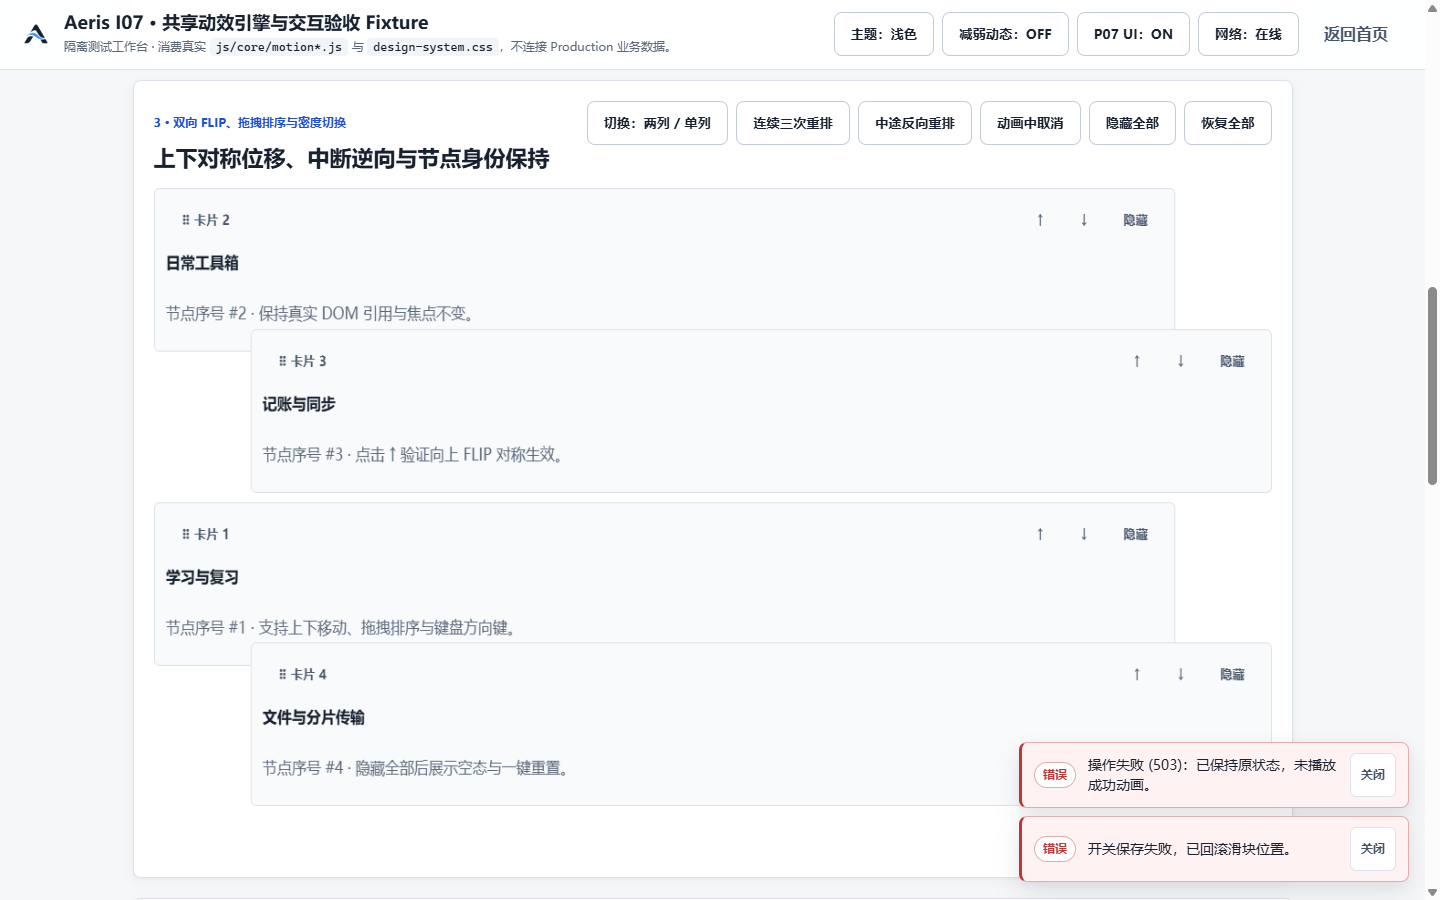 Aeris I07 • 共享动效引擎与交互验收 Fixture
隔离测试工作台 · 消费真实 js/core/motion*.js 与 design-system.css ，不连接 Production 业务数据。
主题：浅色
减弱动态：OFF
P07 UI：ON
网络：在线
返回首页
3 • 双向 FLIP、拖拽排序与密度切换
上下对称位移、中断逆向与节点身份保持
切换：两列 / 单列
连续三次重排
中途反向重排
动画中取消
隐藏全部
恢复全部
⠿ 卡片 2
↑ ↓ 隐藏
日常工具箱
节点序号 #2 · 保持真实 DOM 引用与焦点不变。
⠿ 卡片 3
↑ ↓ 隐藏
记账与同步
节点序号 #3 · 点击 ↑ 验证向上 FLIP 对称生效。
⠿ 卡片 1
↑ ↓ 隐藏
学习与复习
节点序号 #1 · 支持上下移动、拖拽排序与键盘方向键。
⠿ 卡片 4
↑ ↓ 隐藏
文件与分片传输
节点序号 #4 · 隐藏全部后展示空态与一键重置。
错误
操作失败 (503)：已保持原状态，未播放
成功动画。
关闭
错误
开关保存失败，已回滚滑块位置。
关闭